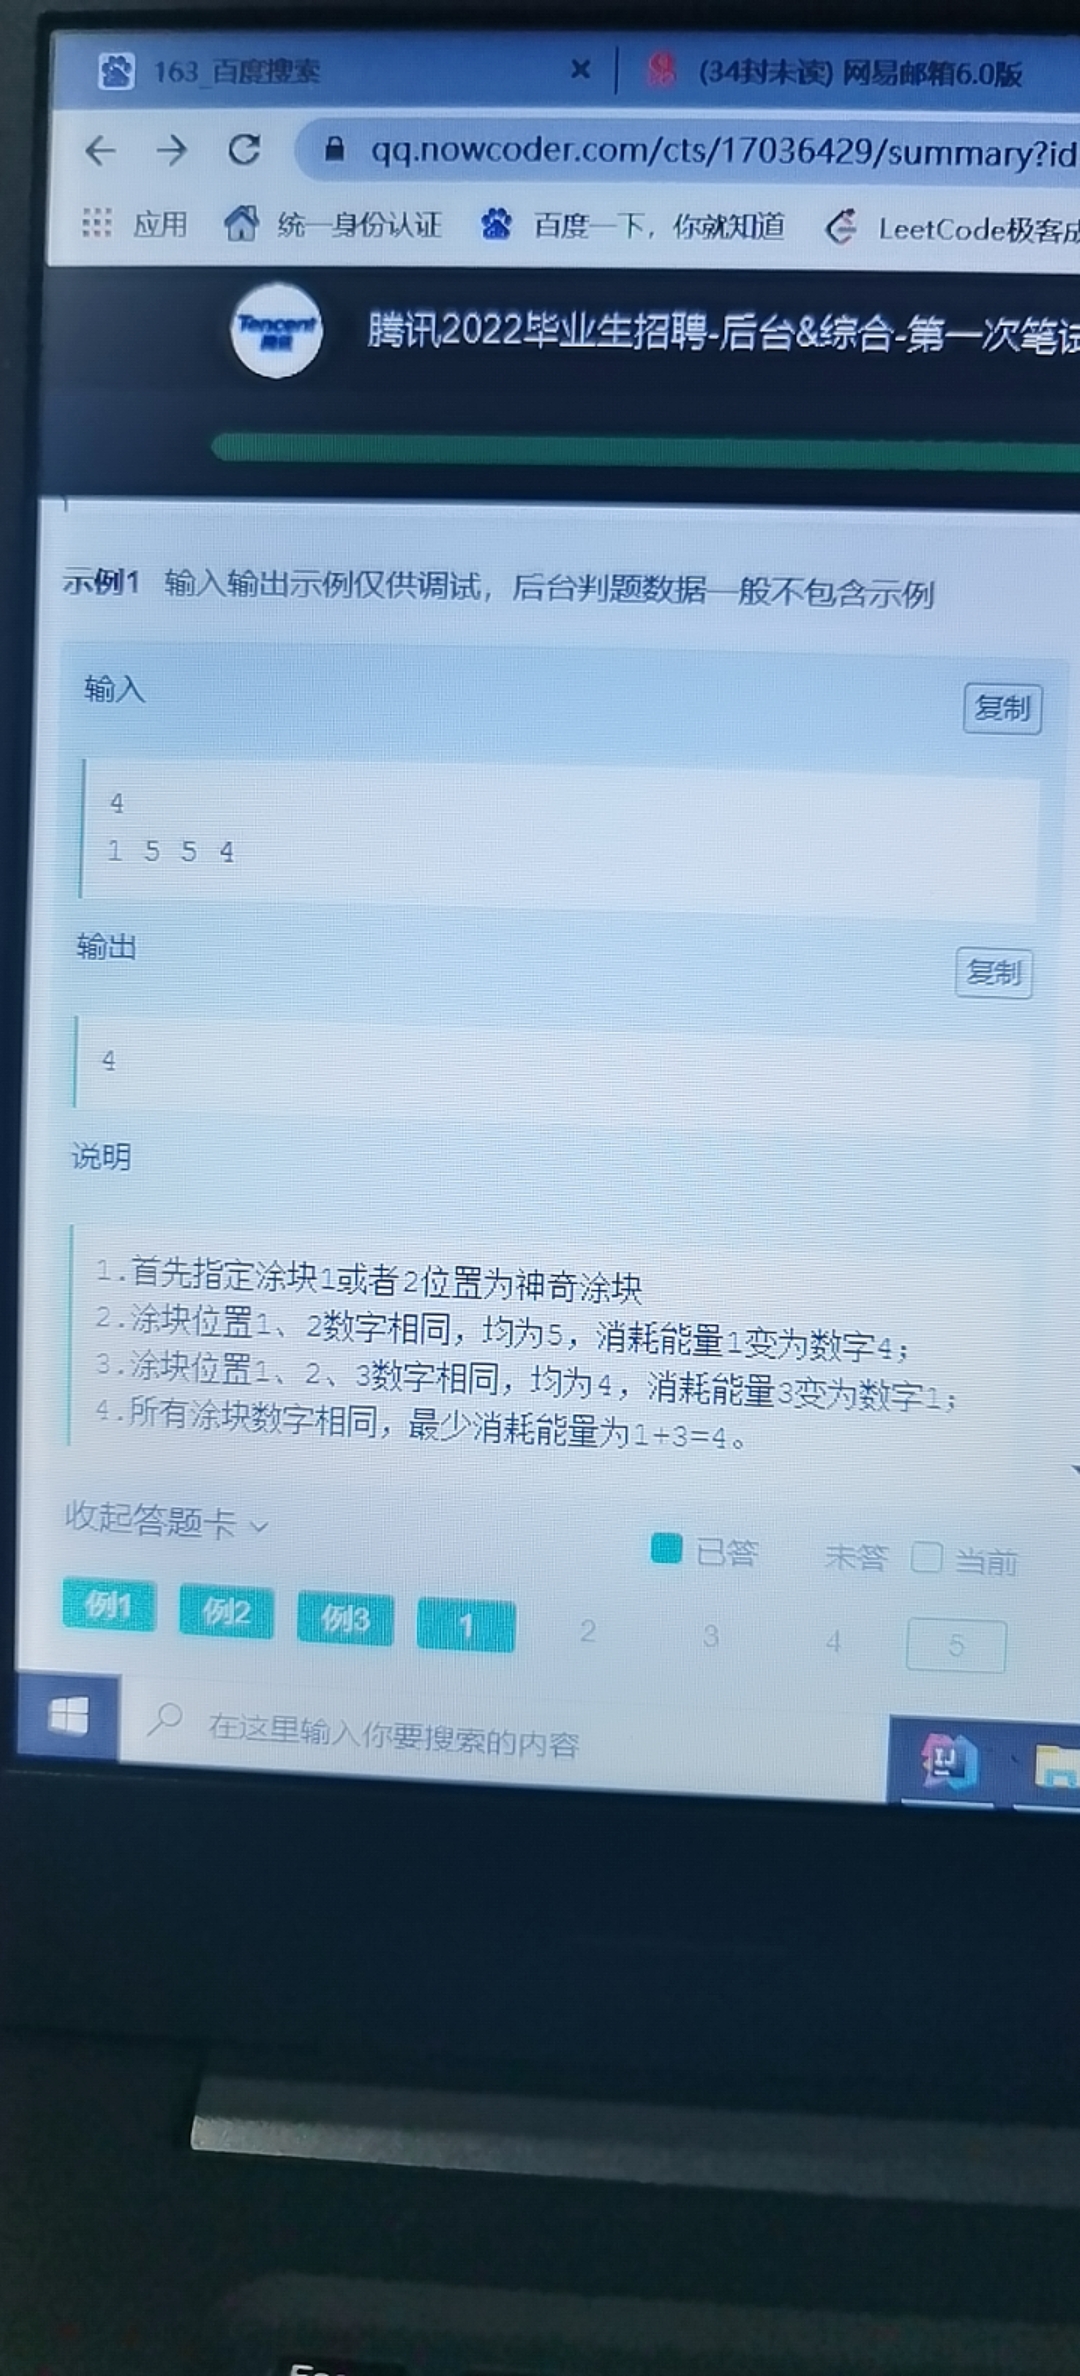 163_百度搜索
(34封未读) 网易邮箱6.0版
qq.nowcoder.com/cts/17036429/summary?id
应用 统一身份认证 百度一下，你就知道 LeetCode极客成
Tencent
腾讯
腾讯2022毕业生招聘-后台&综合-第一次笔试
示例1 输入输出示例仅供调试，后台判题数据一般不包含示例
输入
复制
4
1 5 5 4
输出
复制
4
说明
1.首先指定涂块1或者2位置为神奇涂块
2.涂块位置1、2数字相同，均为5，消耗能量1变为数字4；
3.涂块位置1、2、3数字相同，均为4，消耗能量3变为数字1；
4.所有涂块数字相同，最少消耗能量为1+3=4。
收起答题卡
已答 未答 当前
例1 例2 例3 1 2 3 4 5
在这里输入你要搜索的内容
IJ